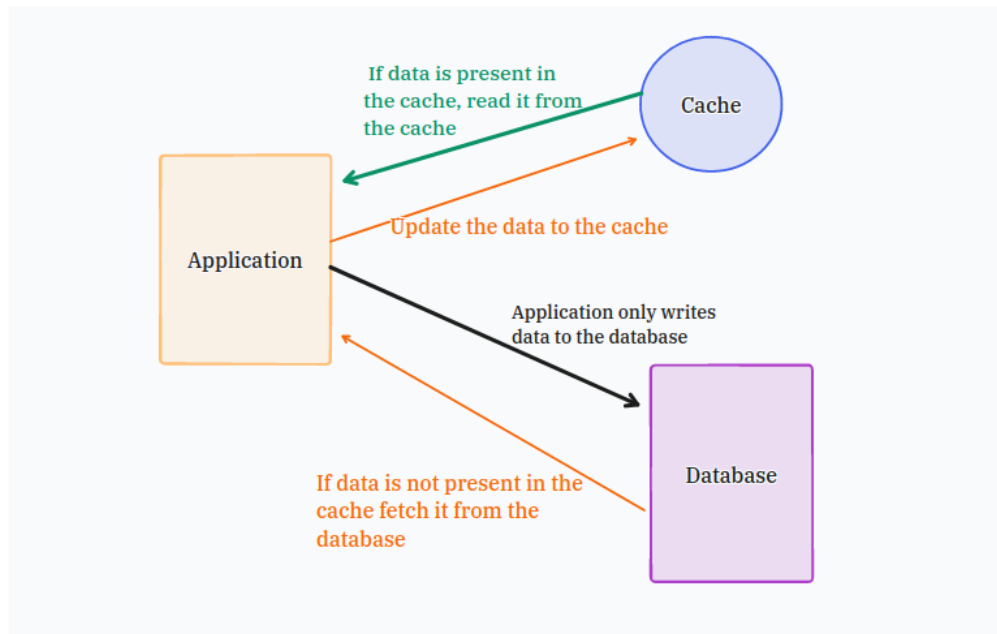 If data is present in
the cache, read it from
the cache
Cache
Update the data to the cache
Application
Application only writes
data to the database
Database
If data is not present in the
cache fetch it from the
database